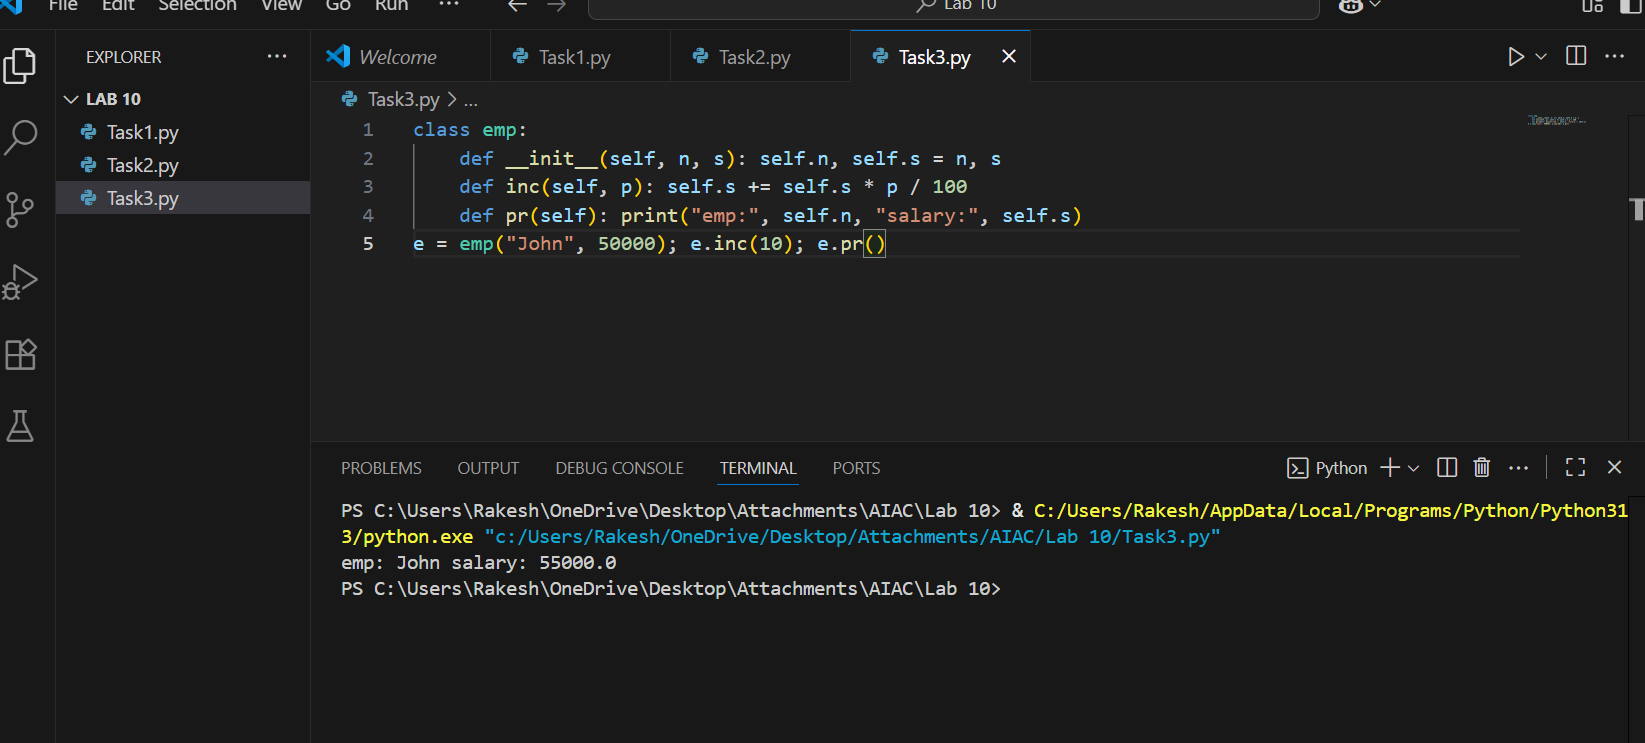 File Edit Selection View Go Run ... Lab 10
EXPLORER ...
LAB 10
Task1.py
Task2.py
Task3.py
Welcome Task1.py Task2.py Task3.py
Task3.py > ...
1 class emp:
2 def __init__(self, n, s): self.n, self.s = n, s
3 def inc(self, p): self.s += self.s * p / 100
4 def pr(self): print("emp:", self.n, "salary:", self.s)
5 e = emp("John", 50000); e.inc(10); e.pr()
PROBLEMS OUTPUT DEBUG CONSOLE TERMINAL PORTS Python
PS C:\Users\Rakesh\OneDrive\Desktop\Attachments\AIAC\Lab 10> & C:/Users/Rakesh/AppData/Local/Programs/Python/Python31
3/python.exe "c:/Users/Rakesh/OneDrive/Desktop/Attachments/AIAC/Lab 10/Task3.py"
emp: John salary: 55000.0
PS C:\Users\Rakesh\OneDrive\Desktop\Attachments\AIAC\Lab 10>